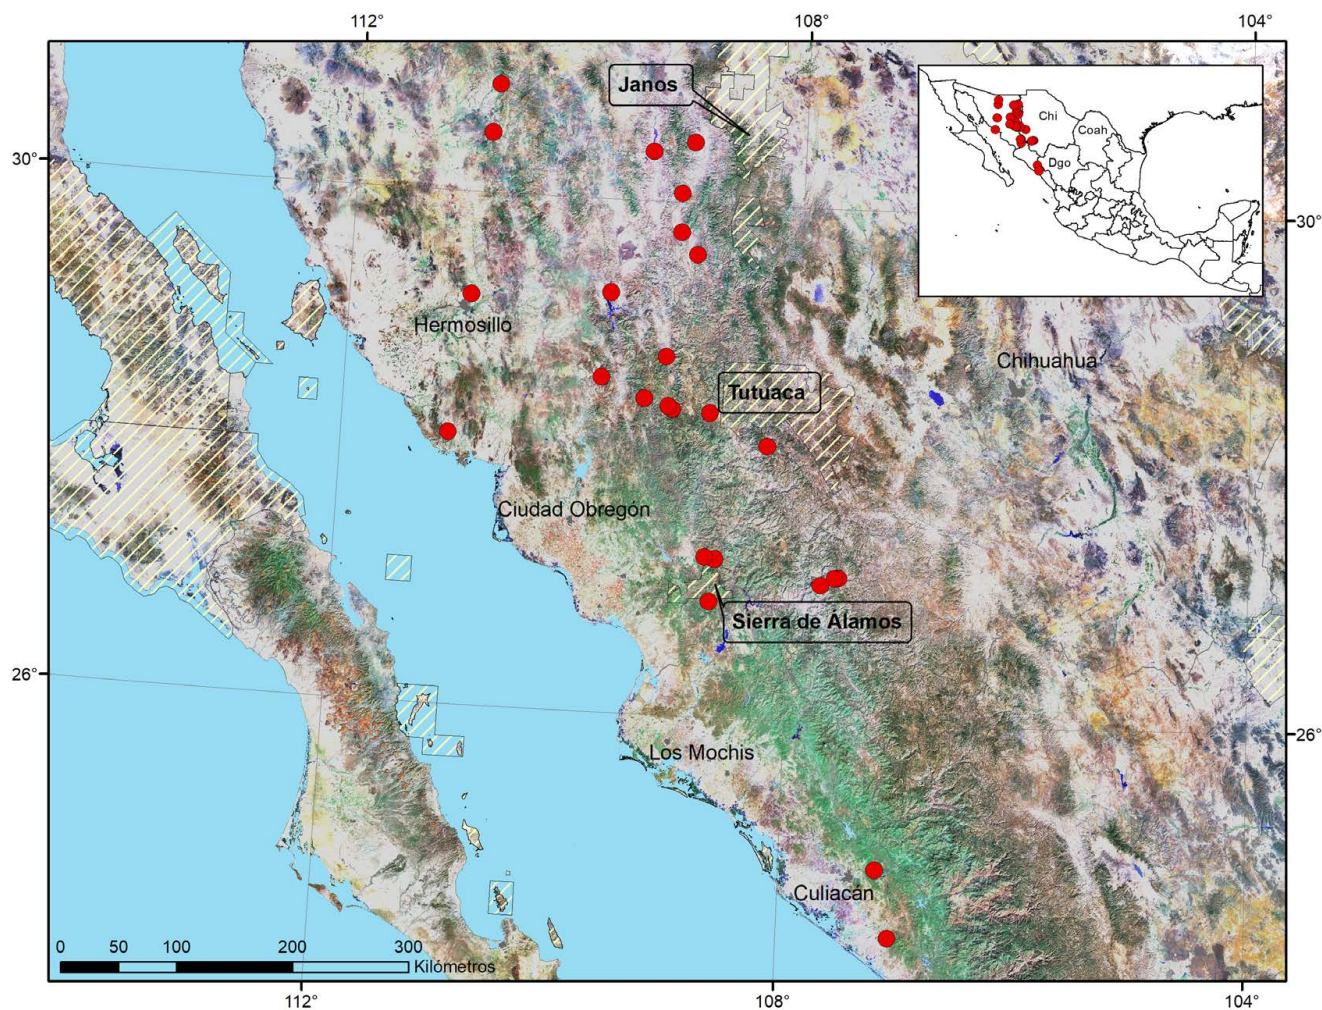 112°
108°
104°
Janos
Chi
Coah
Dgo
30°
30°
Hermosillo
Chihuahua
Tutuaca
Ciudad Obregón
Sierra de Álamos
26°
26°
Los Mochis
Culiacán
0 50 100 200 300
Kilómetros
112°
108°
104°